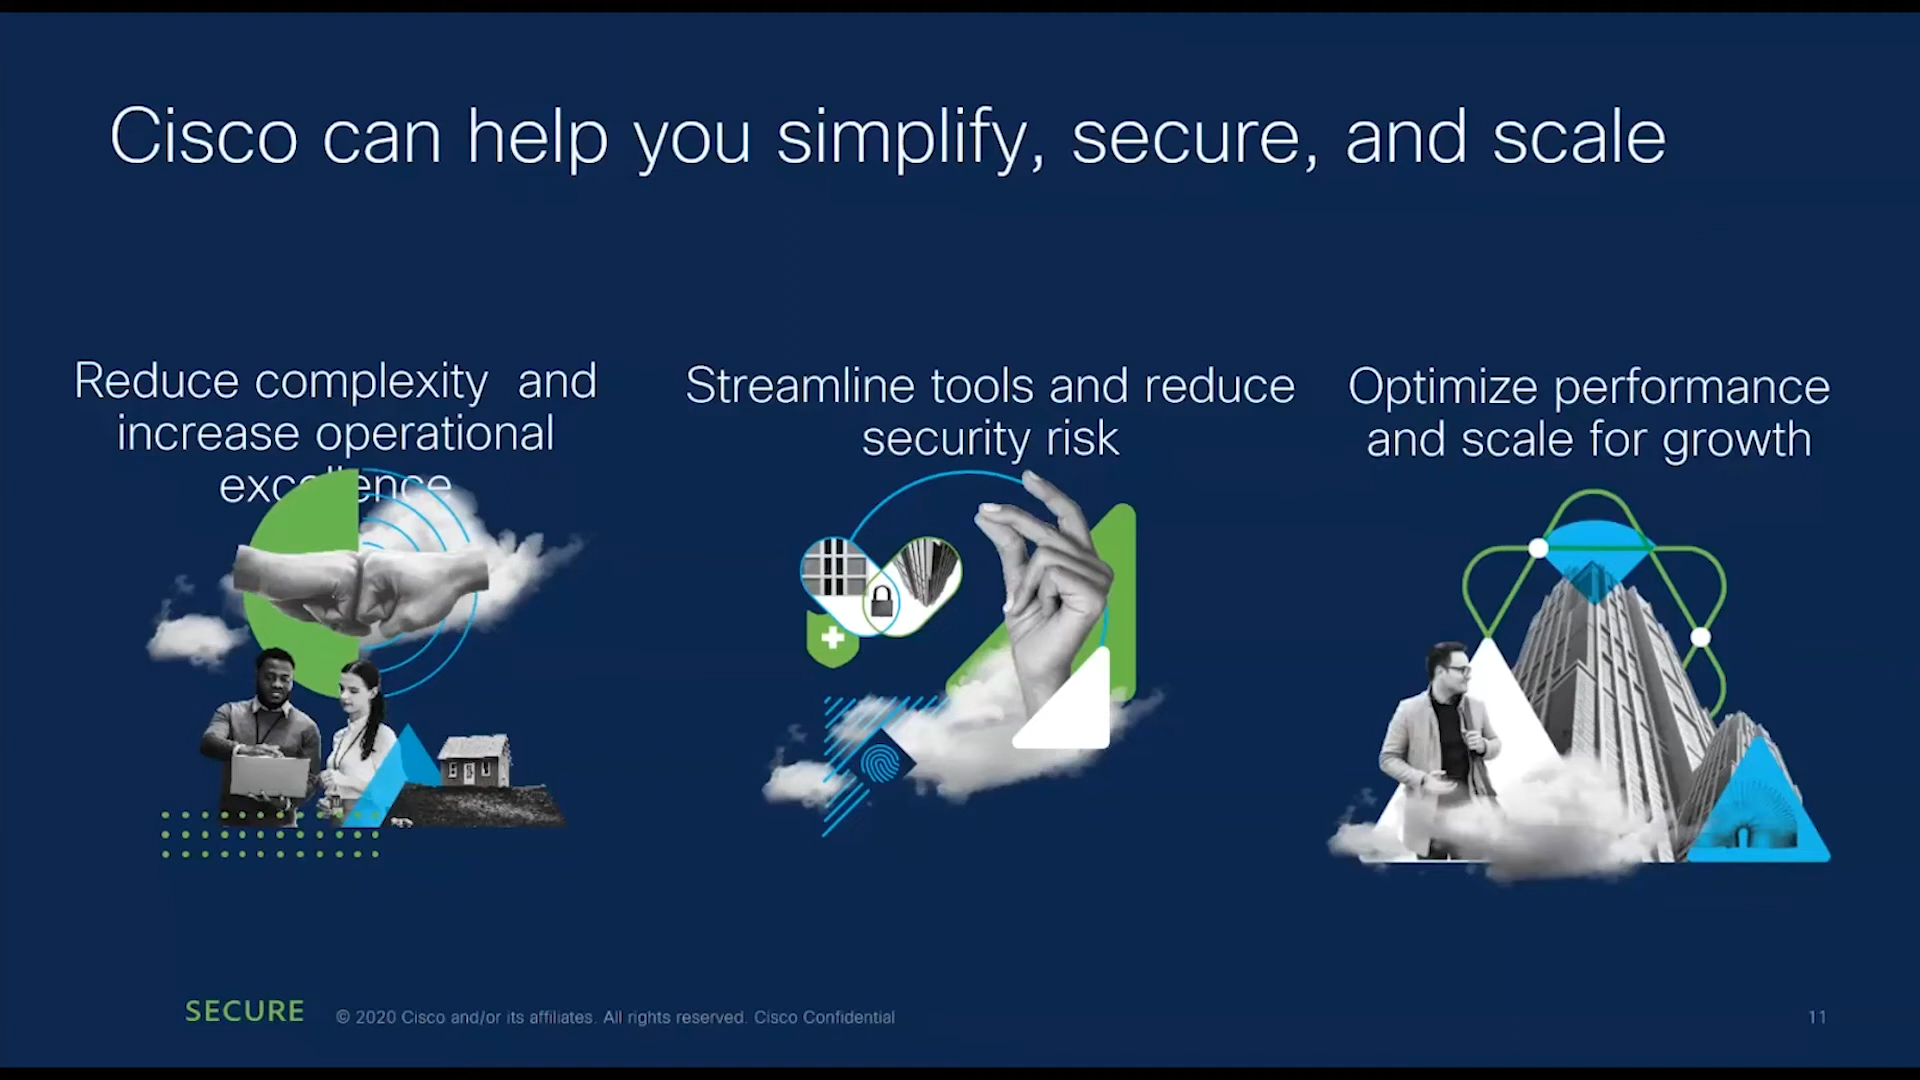 Cisco can help you simplify, secure, and scale
Reduce complexity and
increase operational
excellence
Streamline tools and reduce
security risk
Optimize performance
and scale for growth
SECURE
© 2020 Cisco and/or its affiliates. All rights reserved. Cisco Confidential
11